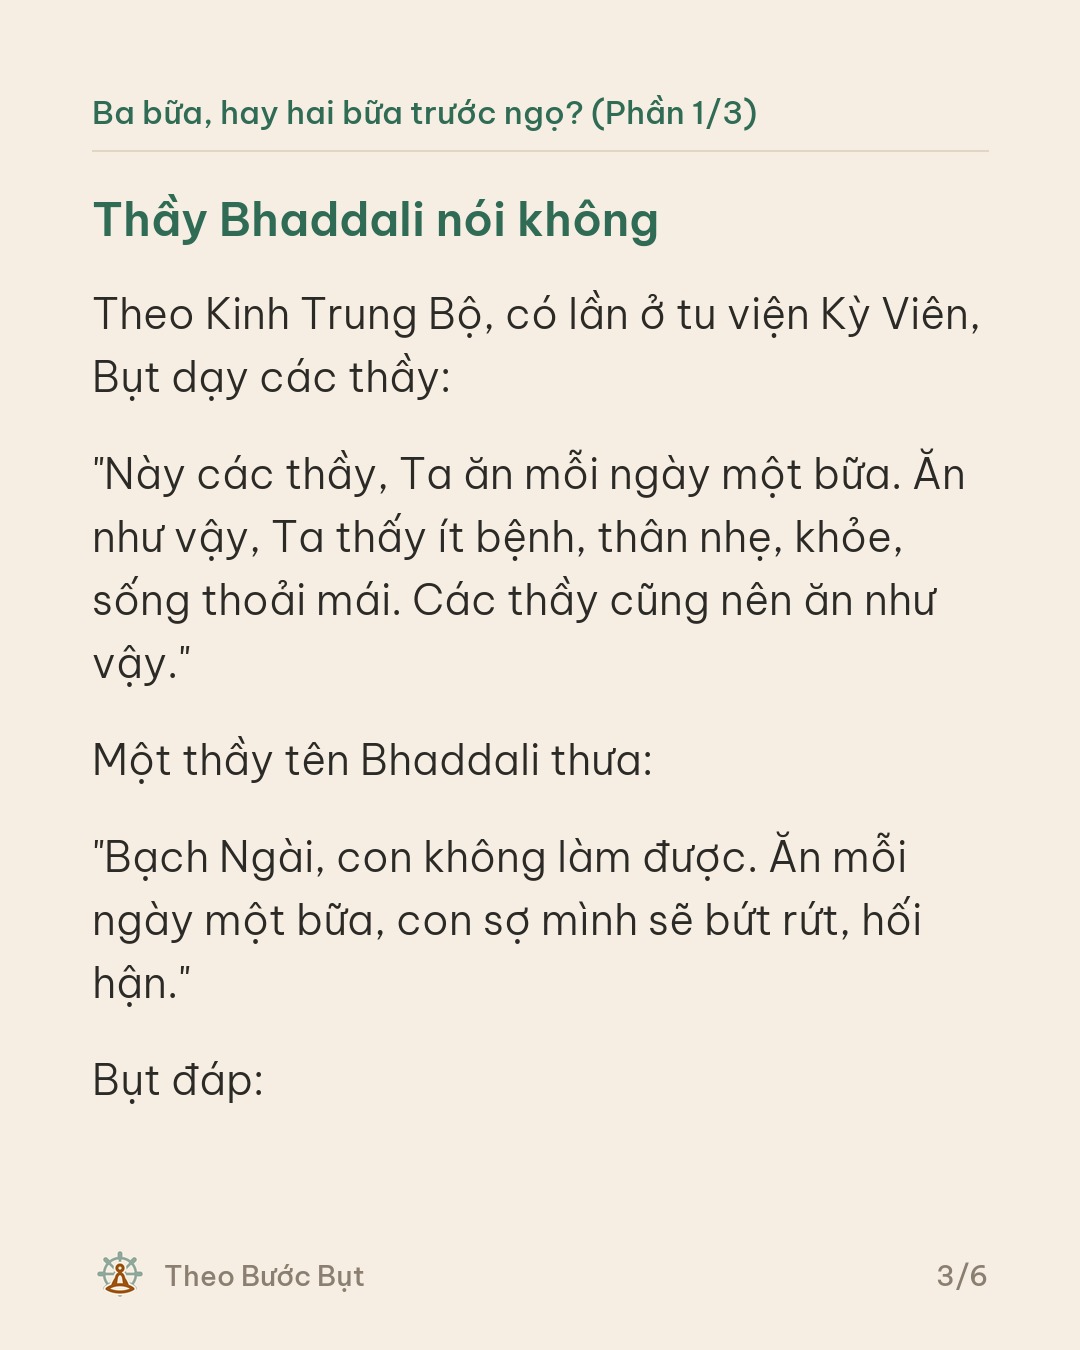 Ba bữa, hay hai bữa trước ngọ? (Phần 1/3)
Thầy Bhaddali nói không
Theo Kinh Trung Bộ, có lần ở tu viện Kỳ Viên,
Bụt dạy các thầy:
"Này các thầy, Ta ăn mỗi ngày một bữa. Ăn
như vậy, Ta thấy ít bệnh, thân nhẹ, khỏe,
sống thoải mái. Các thầy cũng nên ăn như
vậy."
Một thầy tên Bhaddali thưa:
"Bạch Ngài, con không làm được. Ăn mỗi
ngày một bữa, con sợ mình sẽ bứt rứt, hối
hận."
Bụt đáp:
Theo Bước Bụt
3/6